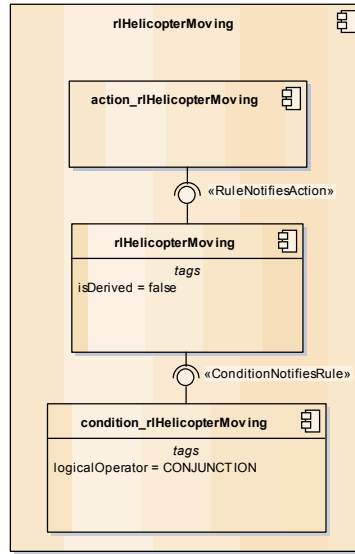 rlHelicopterMoving
action_rlHelicopterMoving
«RuleNotifiesAction»
rlHelicopterMoving
tags
isDerived = false
«ConditionNotifiesRule»
condition_rlHelicopterMoving
tags
logicalOperator = CONJUNCTION